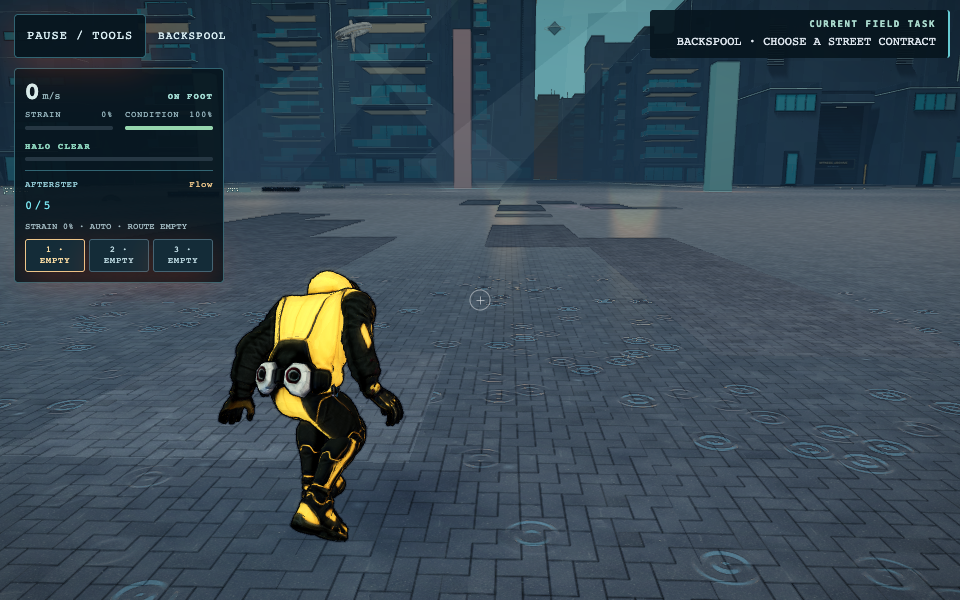 PAUSE / TOOLS
BACKSPOOL
CURRENT FIELD TASK
BACKSPOOL · CHOOSE A STREET CONTRACT
0 m/s
ON FOOT
STRAIN 0%
CONDITION 100%
HALO CLEAR
AFTERSTEP
Flow
0/5
STRAIN 0% · AUTO · ROUTE EMPTY
1 · EMPTY
2 · EMPTY
3 · EMPTY